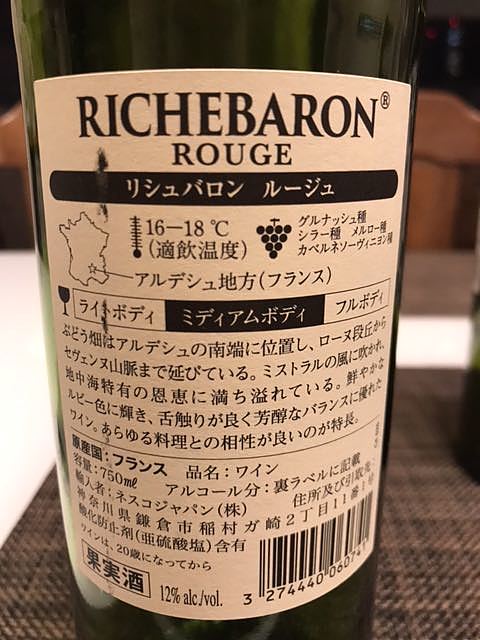 RICHEBARON®
ROUGE
リシュバロン ルージュ
16－18℃
(適飲温度)
グルナッシュ種
シラー種 メルロー種
カベルネソーヴィニヨン種
アルデシュ地方(フランス)
ライトボディ ミディアムボディ フルボディ
ぶどう畑はアルデシュの南端に位置し、ローヌ段丘から
セヴェンヌ山脈まで延びている。ミストラルの風に吹かれ、
地中海特有の恩恵に満ち溢れている。鮮やかな
ルビー色に輝き、舌触りが良く芳醇なバランスに優れた
ワイン。あらゆる料理との相性が良いのが特長。
原産国：フランス 品名：ワイン
容量：750㎖ アルコール分：裏ラベルに記載
輸入者：ネスコジャパン(株) 住所及び引取先：
神奈川県鎌倉市稲村ガ崎2丁目11番1号
酸化防止剤(亜硫酸塩)含有
ワインは、20歳になってから
果実酒
12% alc./vol.
3 274440 06074